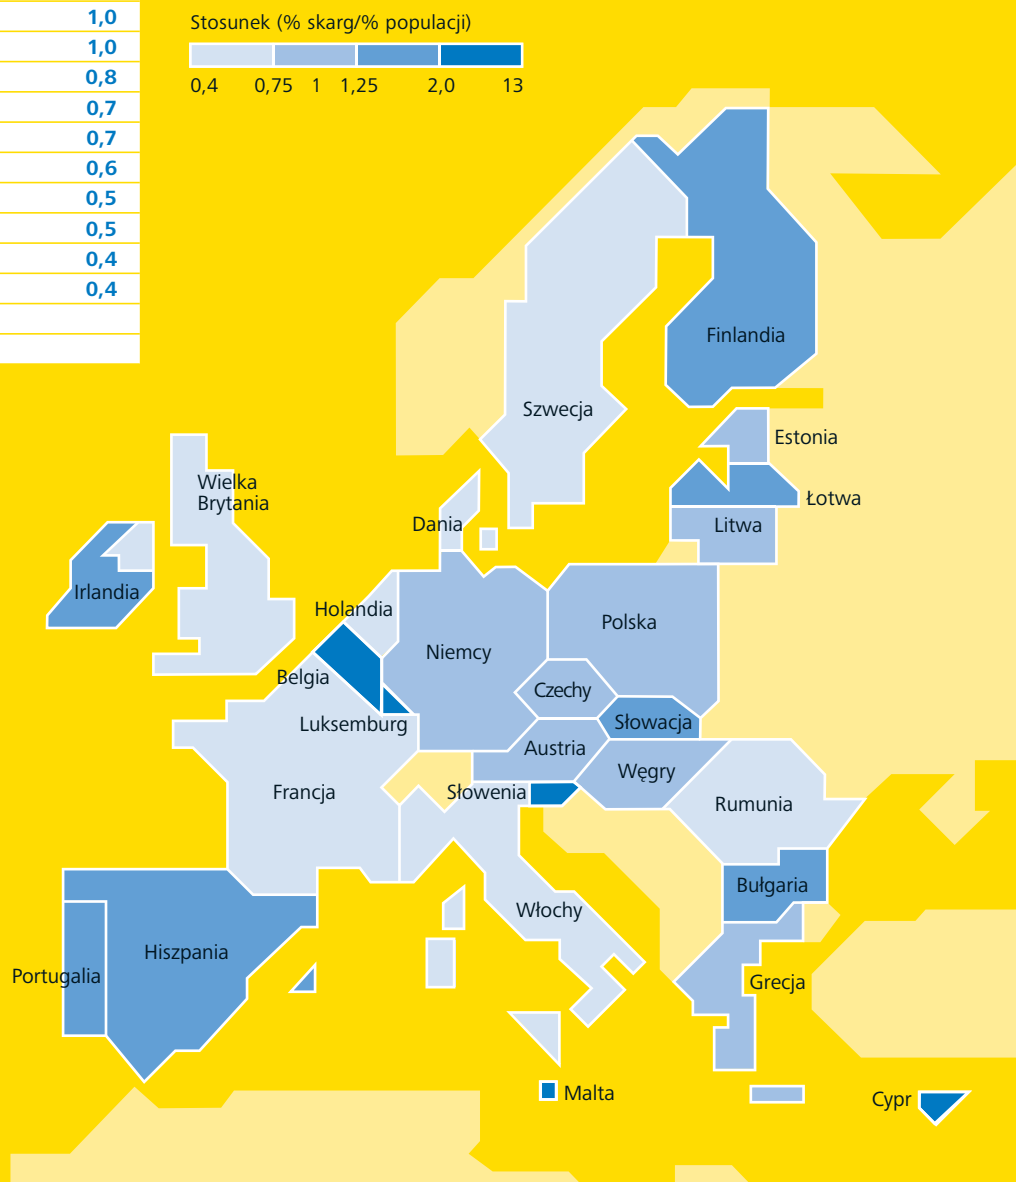 1,0
1,0
0,8
0,7
0,7
0,6
0,5
0,5
0,4
0,4
Stosunek (% skarg/% populacji)
0,4 0,75 1 1,25 2,0 13
Finlandia
Szwecja
Estonia
Wielka
Brytania
Łotwa
Dania
Litwa
Irlandia
Holandia
Polska
Niemcy
Belgia
Czechy
Luksemburg
Słowacja
Austria
Węgry
Francja
Słowenia
Rumunia
Bułgaria
Włochy
Hiszpania
Portugalia
Grecja
Malta
Cypr